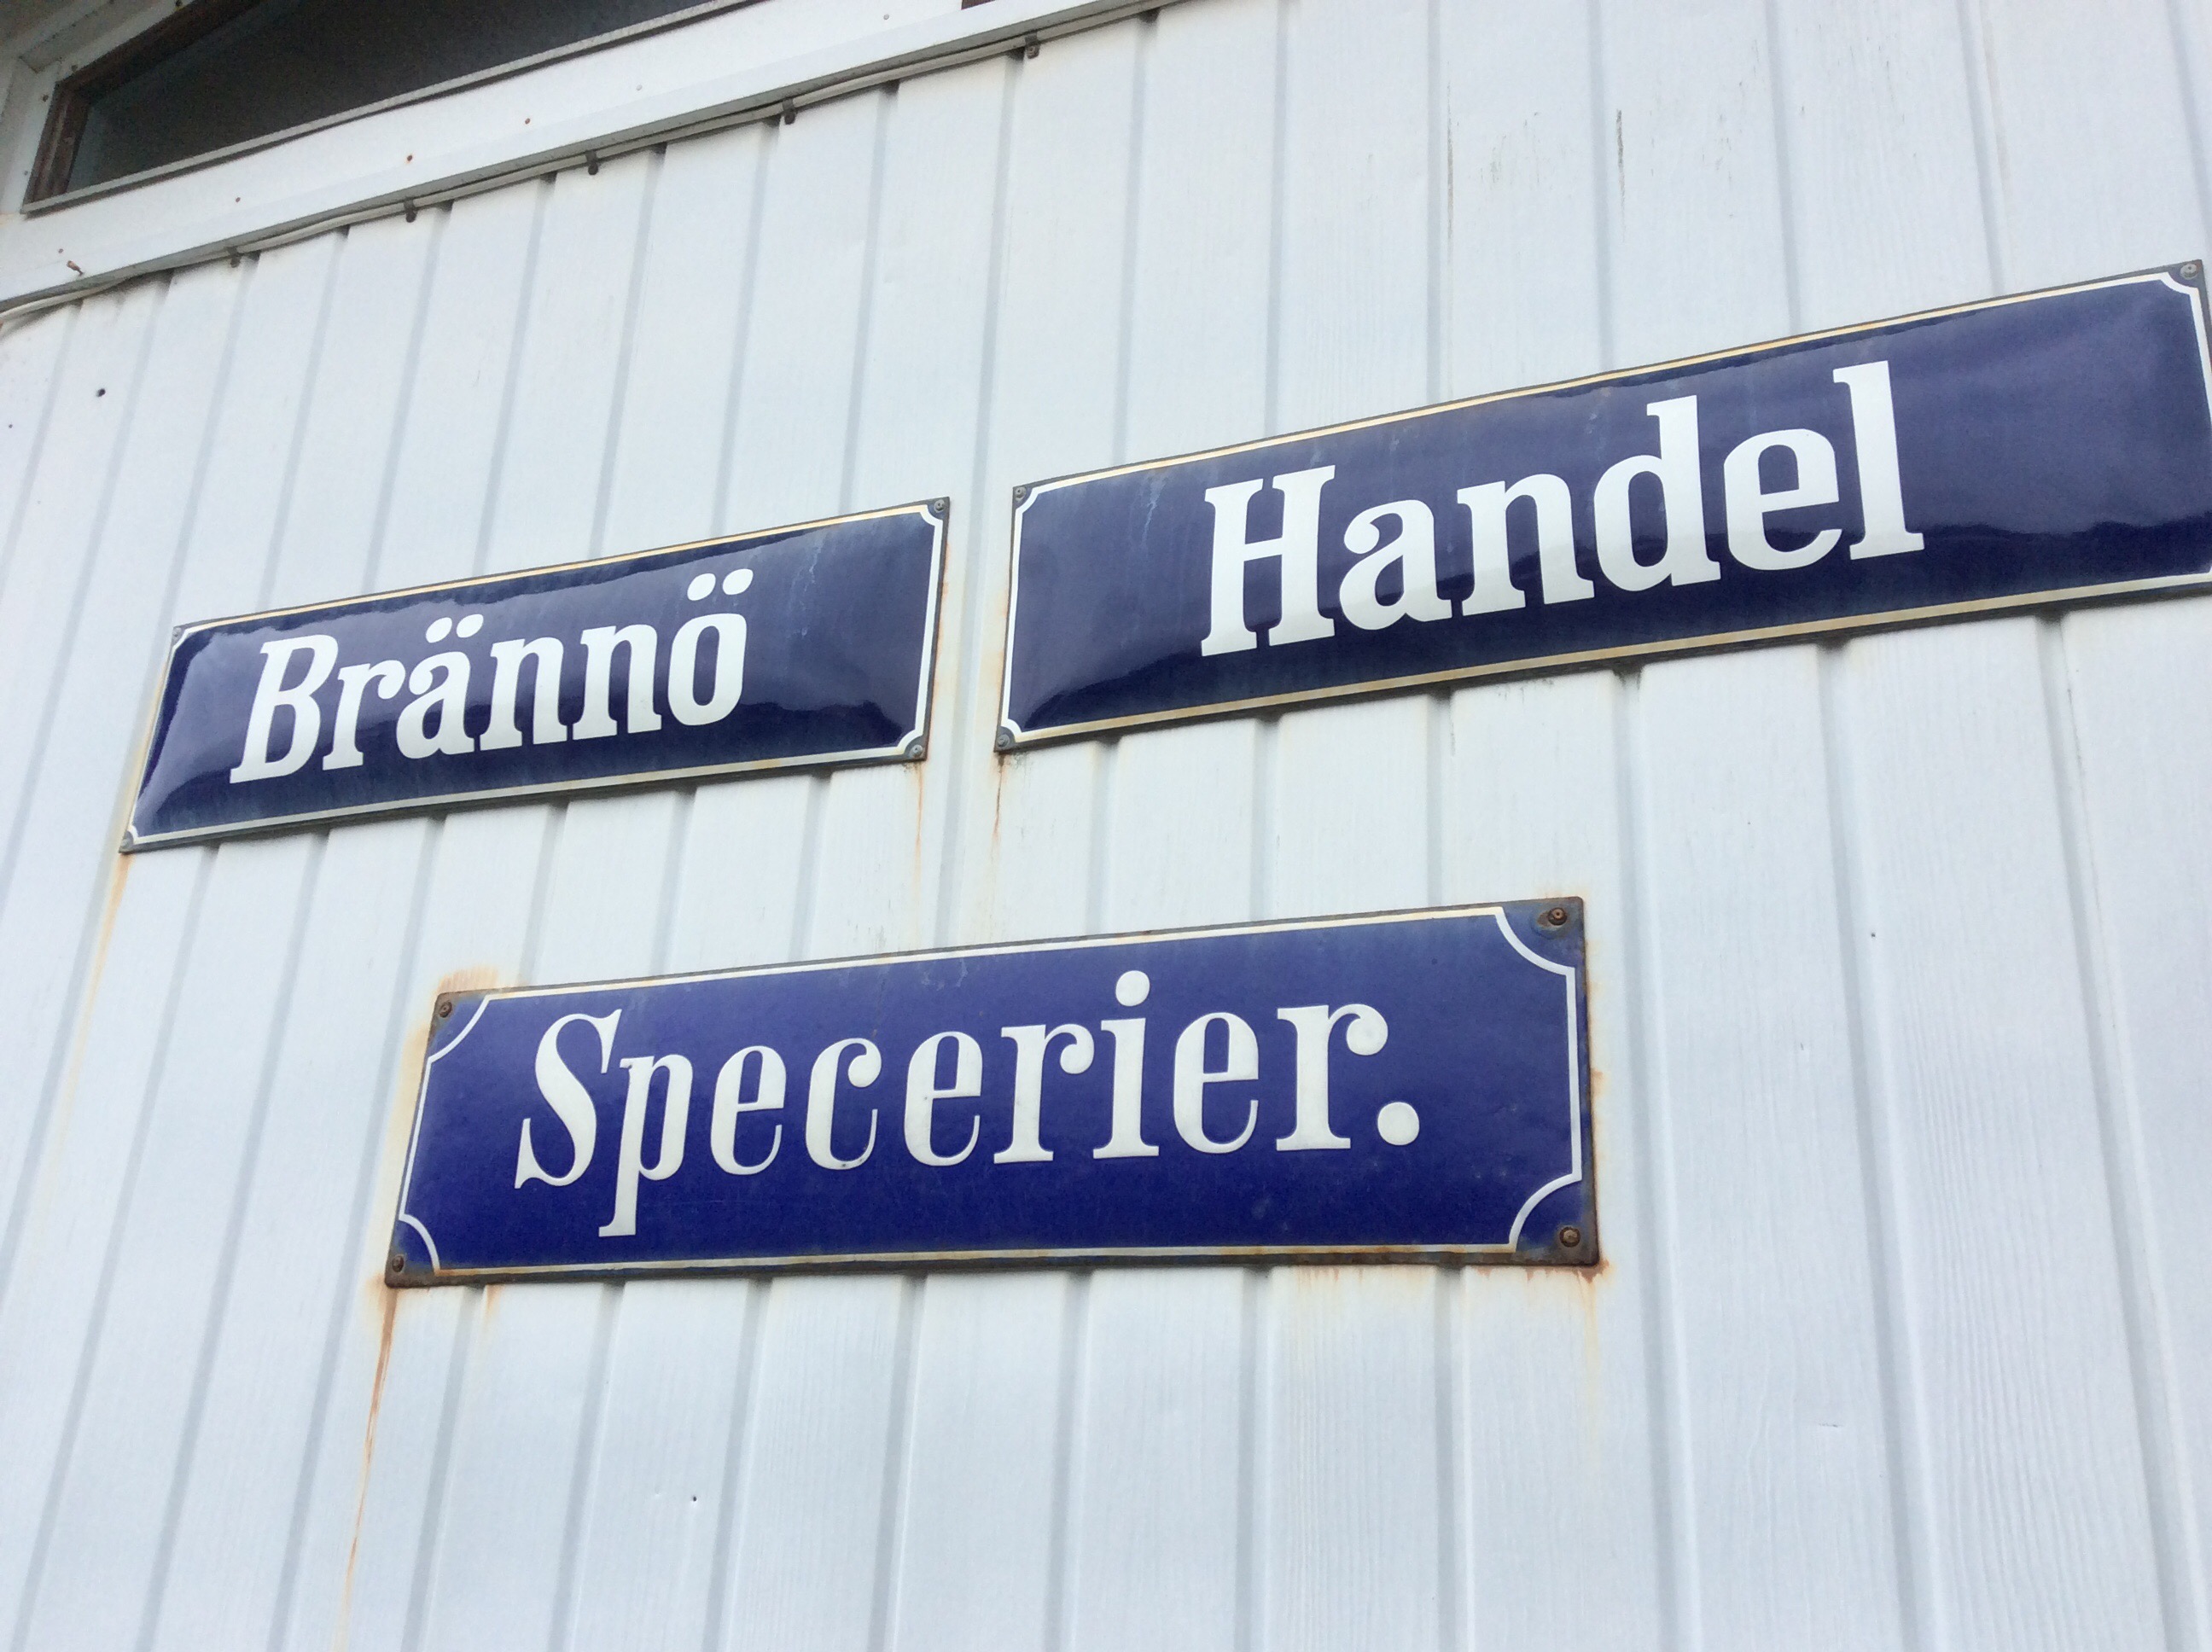 Brännö Handel
Specerier.